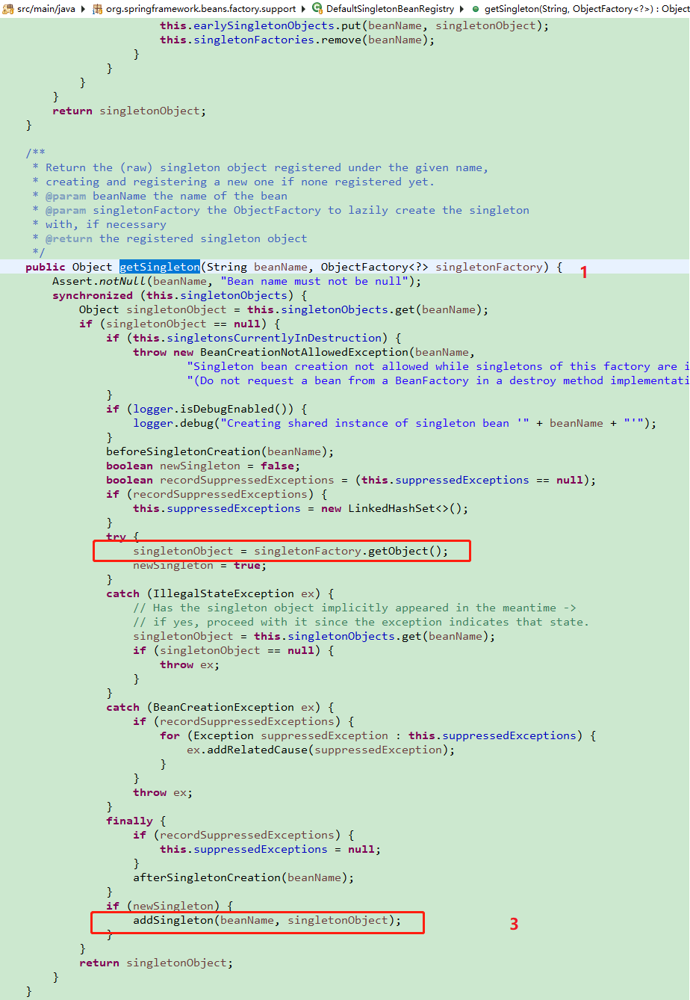 src/main/java org.springframework.beans.factory.support DefaultSingletonBeanRegistry getSingleton(String, ObjectFactory<?>) : Object
this.earlySingletonObjects.put(beanName, singletonObject);
this.singletonFactories.remove(beanName);
}
}
}
}
return singletonObject;
}
/**
* Return the (raw) singleton object registered under the given name,
* creating and registering a new one if none registered yet.
* @param beanName the name of the bean
* @param singletonFactory the ObjectFactory to lazily create the singleton
* with, if necessary
* @return the registered singleton object
*/
public Object getSingleton(String beanName, ObjectFactory<?> singletonFactory) { 1
Assert.notNull(beanName, "Bean name must not be null");
synchronized (this.singletonObjects) {
Object singletonObject = this.singletonObjects.get(beanName);
if (singletonObject == null) {
if (this.singletonsCurrentlyInDestruction) {
throw new BeanCreationNotAllowedException(beanName,
"Singleton bean creation not allowed while singletons of this factory are i
"(Do not request a bean from a BeanFactory in a destroy method implementati
}
if (logger.isDebugEnabled()) {
logger.debug("Creating shared instance of singleton bean '" + beanName + "'");
}
beforeSingletonCreation(beanName);
boolean newSingleton = false;
boolean recordSuppressedExceptions = (this.suppressedExceptions == null);
if (recordSuppressedExceptions) {
this.suppressedExceptions = new LinkedHashSet<>();
}
try {
singletonObject = singletonFactory.getObject();
newSingleton = true;
}
catch (IllegalStateException ex) {
// Has the singleton object implicitly appeared in the meantime ->
// if yes, proceed with it since the exception indicates that state.
singletonObject = this.singletonObjects.get(beanName);
if (singletonObject == null) {
throw ex;
}
}
catch (BeanCreationException ex) {
if (recordSuppressedExceptions) {
for (Exception suppressedException : this.suppressedExceptions) {
ex.addRelatedCause(suppressedException);
}
}
throw ex;
}
finally {
if (recordSuppressedExceptions) {
this.suppressedExceptions = null;
}
afterSingletonCreation(beanName);
}
if (newSingleton) {
addSingleton(beanName, singletonObject); 3
}
}
return singletonObject;
}
}